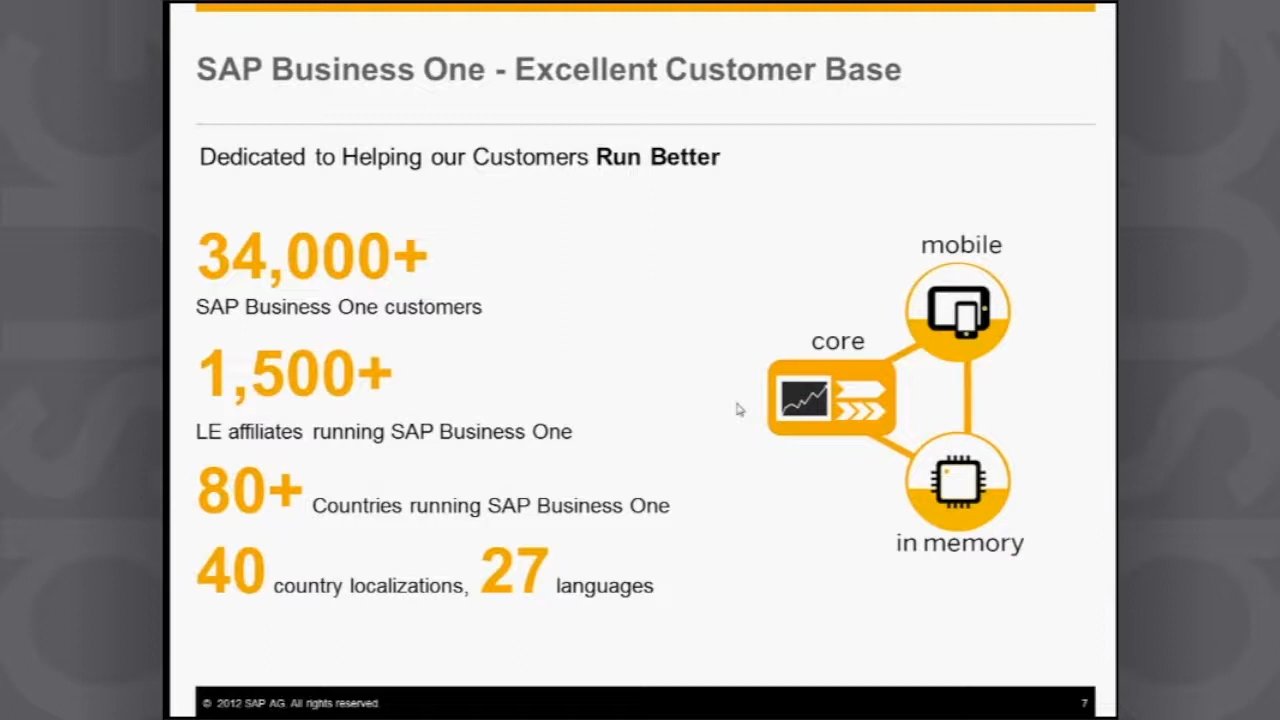 SAP Business One - Excellent Customer Base
Dedicated to Helping our Customers Run Better
34,000+
SAP Business One customers
1,500+
LE affiliates running SAP Business One
80+ Countries running SAP Business One
40 country localizations, 27 languages
mobile
core
in memory
© 2012 SAP AG. All rights reserved.
7